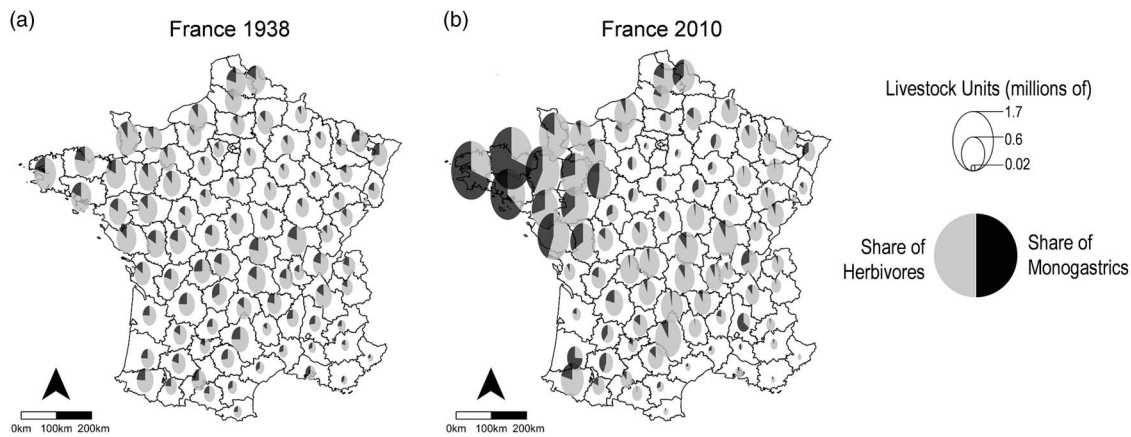 (a)
France 1938
(b)
France 2010
Livestock Units (millions of)
1.7
0.6
0.02
Share of
Herbivores
Share of
Monogastrics
0km 100km 200km
0km 100km 200km